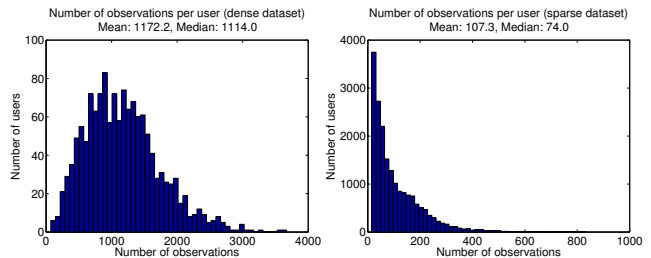 Number of observations per user (dense dataset)
Mean: 1172.2, Median: 1114.0
100
80
60
40
20
0
Number of users
0 1000 2000 3000 4000
Number of observations
Number of observations per user (sparse dataset)
Mean: 107.3, Median: 74.0
4000
3000
2000
1000
0
Number of users
0 200 400 600 800 1000
Number of observations